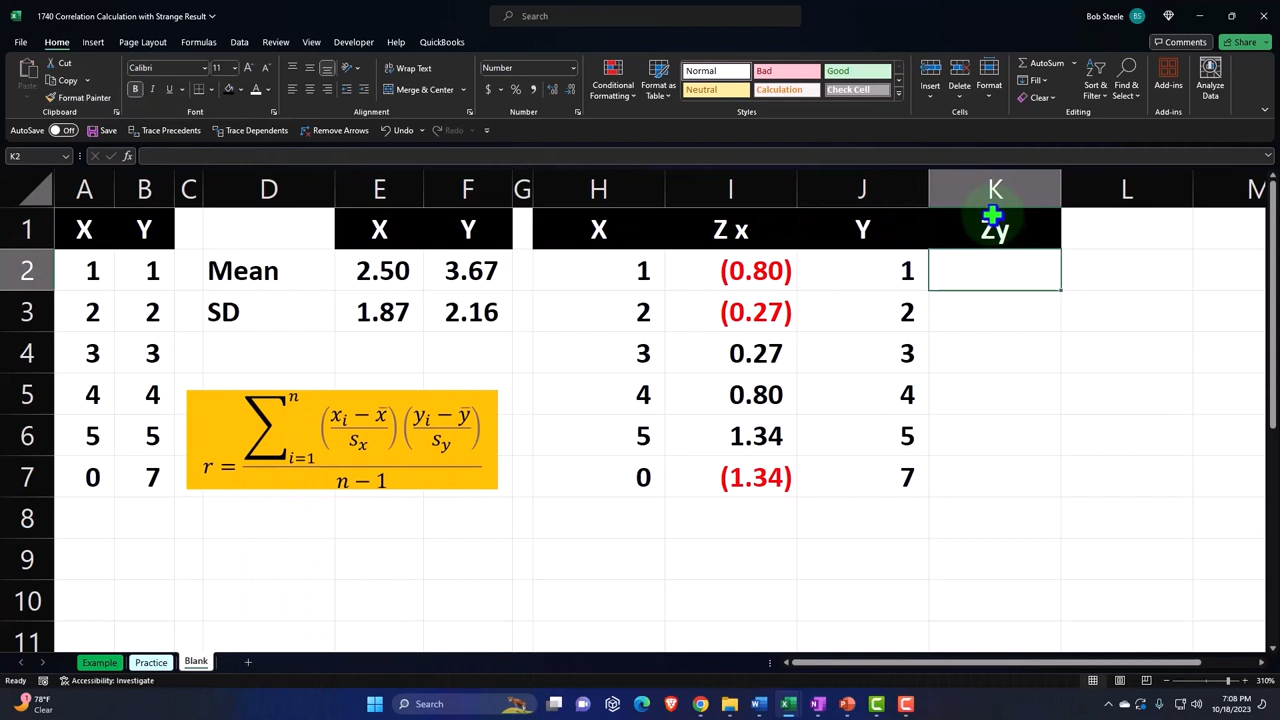 1740 Correlation Calculation with Strange Result
Search
Bob Steele BS
File Home Insert Page Layout Formulas Data Review View Developer Help QuickBooks
Comments Share
Cut
Copy
Format Painter
Paste
Clipboard
Calibri 11
B I U
Font
Wrap Text
Merge & Center
Alignment
Number
$ % ,
Number
Conditional Formatting
Format as Table
Normal Bad Good
Neutral Calculation Check Cell
Styles
Insert Delete Format
Cells
AutoSum
Fill
Clear
Sort & Filter
Find & Select
Editing
Add-ins
Add-ins
Analyze Data
AutoSave Off Save Trace Precedents Trace Dependents Remove Arrows Undo Redo
K2 fx
A B C D E F G H I J K L M
1 X Y X Y X Z x Y Zy
2 1 1 Mean 2.50 3.67 1 (0.80) 1
3 2 2 SD 1.87 2.16 2 (0.27) 2
4 3 3 3 0.27 3
5 4 4 4 0.80 4
6 5 5 5 1.34 5
7 0 7 0 (1.34) 7
r = ∑ i=1 n (xi − x̄ / sx) (yi − ȳ / sy) / n − 1
8
9
10
11
Example Practice Blank
Ready Accessibility: Investigate 310%
1
78°F
Clear
Search
7:08 PM
10/18/2023